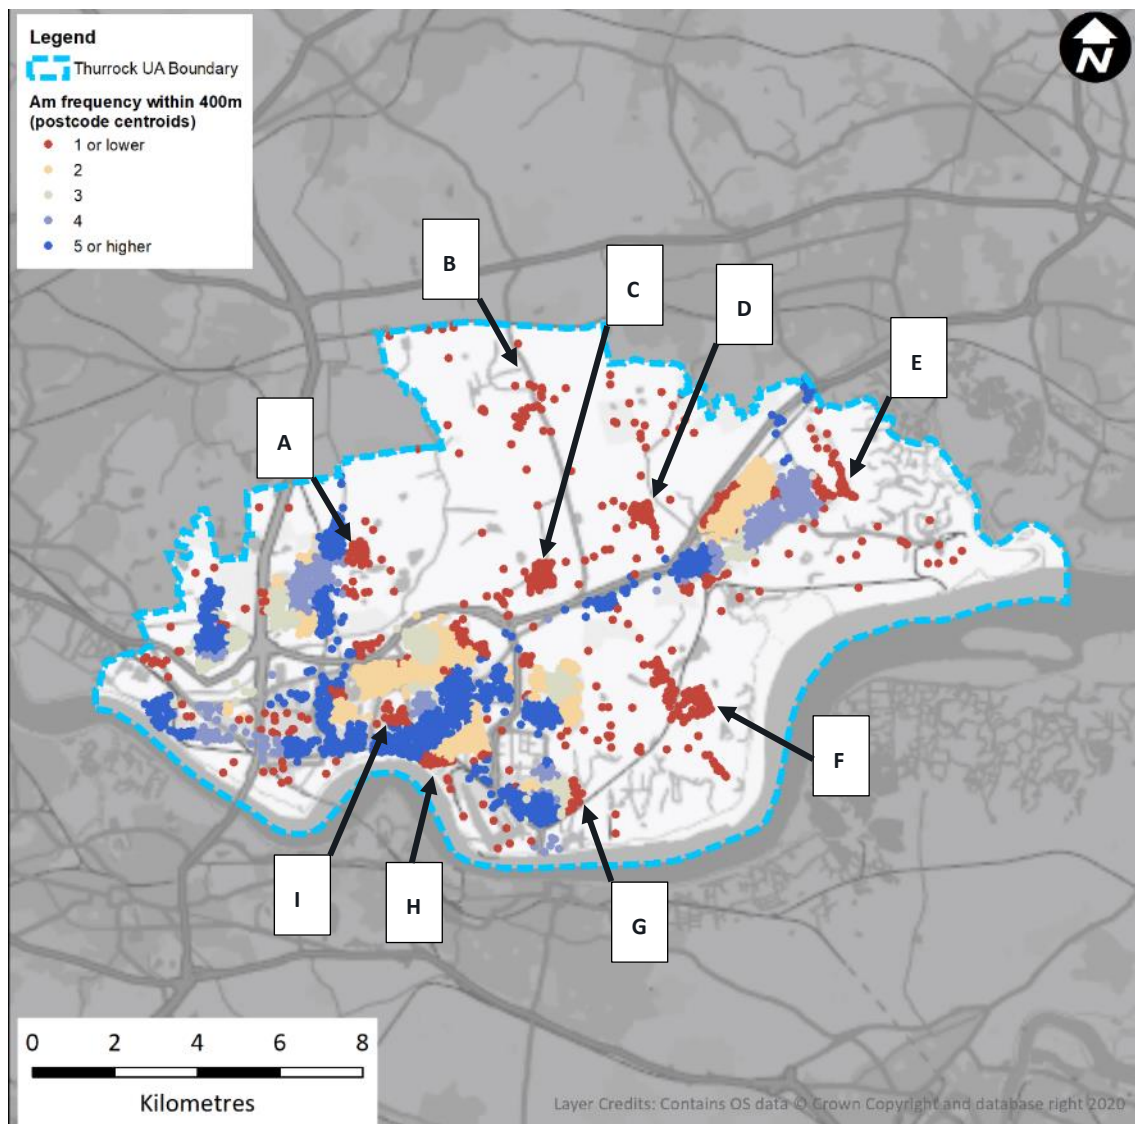 Legend
Thurrock UA Boundary
Am frequency within 400m
(postcode centroids)
1 or lower
2
3
4
5 or higher
N
B
C
D
E
A
F
I
H
G
0 2 4 6 8
Kilometres
Layer Credits: Contains OS data © Crown Copyright and database right 2020